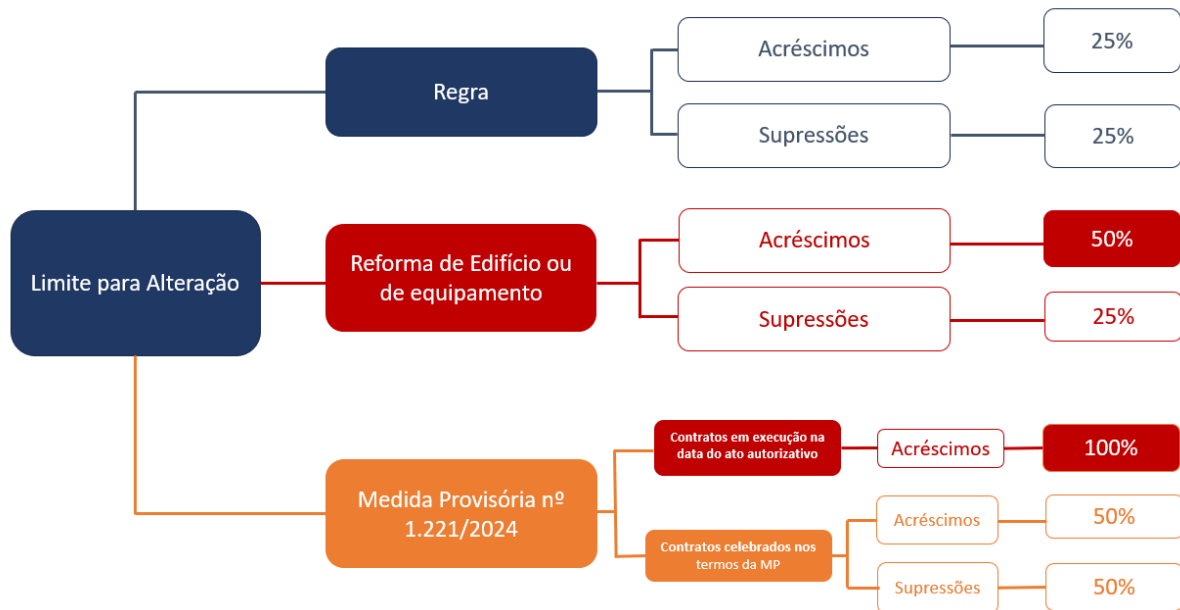 Limite para Alteração
Regra
Acréscimos
25%
Supressões
25%
Reforma de Edifício ou
de equipamento
Acréscimos
50%
Supressões
25%
Medida Provisória nº
1.221/2024
Contratos em execução na
data do ato autorizativo
Acréscimos
100%
Contratos celebrados nos
termos da MP
Acréscimos
50%
Supressões
50%